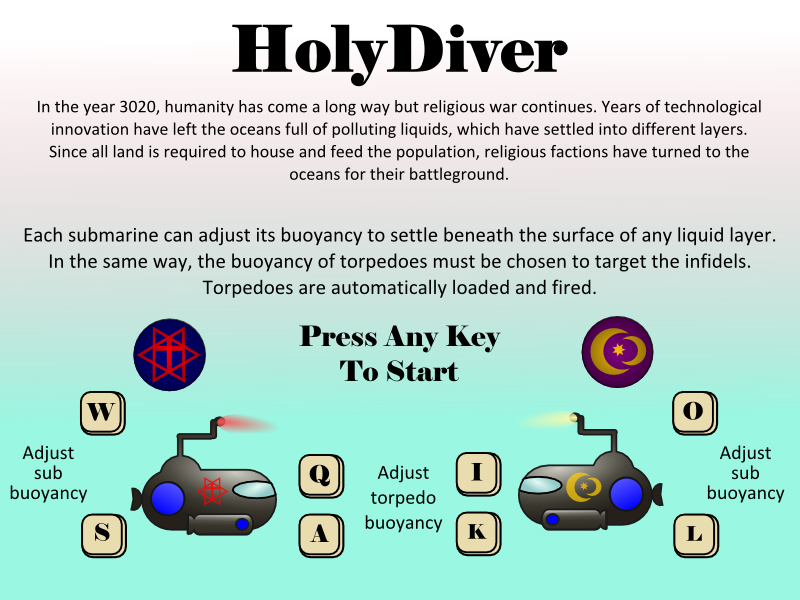 HolyDiver
In the year 3020, humanity has come a long way but religious war continues. Years of technological
innovation have left the oceans full of polluting liquids, which have settled into different layers.
Since all land is required to house and feed the population, religious factions have turned to the
oceans for their battleground.
Each submarine can adjust its buoyancy to settle beneath the surface of any liquid layer.
In the same way, the buoyancy of torpedoes must be chosen to target the infidels.
Torpedoes are automatically loaded and fired.
Press Any Key
To Start
W
Adjust
sub
buoyancy
S
Q
A
Adjust
torpedo
buoyancy
I
K
O
Adjust
sub
buoyancy
L